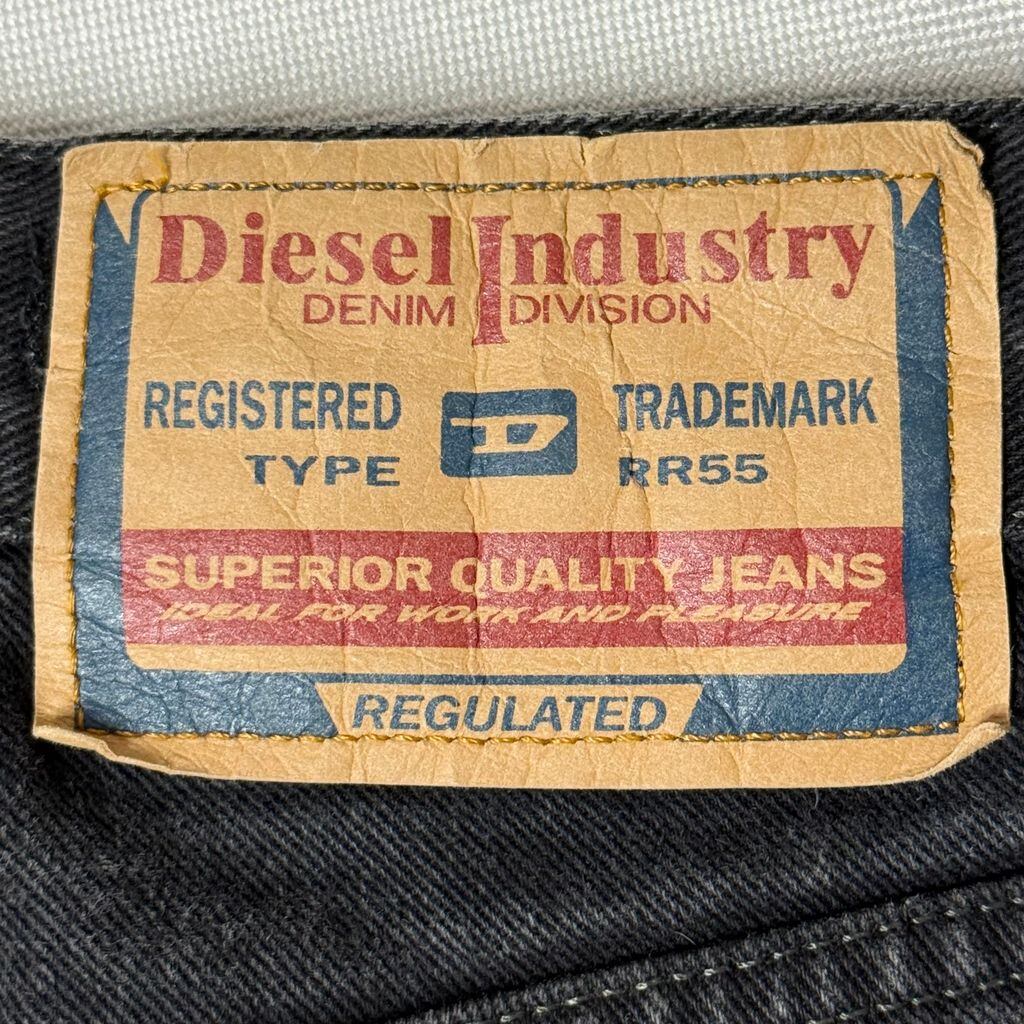 Diesel Industry
DENIM DIVISION
REGISTERED D TRADEMARK
TYPE RR55
SUPERIOR QUALITY JEANS
IDEAL FOR WORK AND PLEASURE
REGULATED